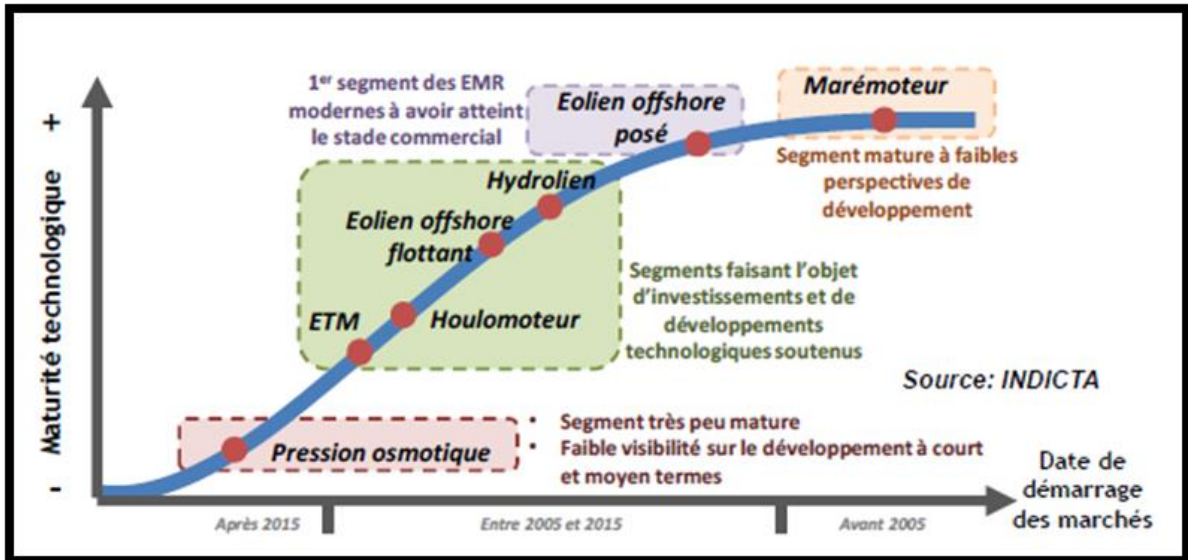 1er segment des EMR
modernes à avoir atteint
le stade commercial
Eolien offshore
posé
Marémoteur
Segment mature à faibles
perspectives de
développement
Hydrolien
Eolien offshore
flottant
ETM
Houlomoteur
Segments faisant l’objet
d’investissements et de
développements
technologiques soutenus
Source: INDICTA
Pression osmotique
· Segment très peu mature
· Faible visibilité sur le développement à court
et moyen termes
+
Maturité technologique
-
Après 2015
Entre 2005 et 2015
Avant 2005
Date de
démarrage
des marchés